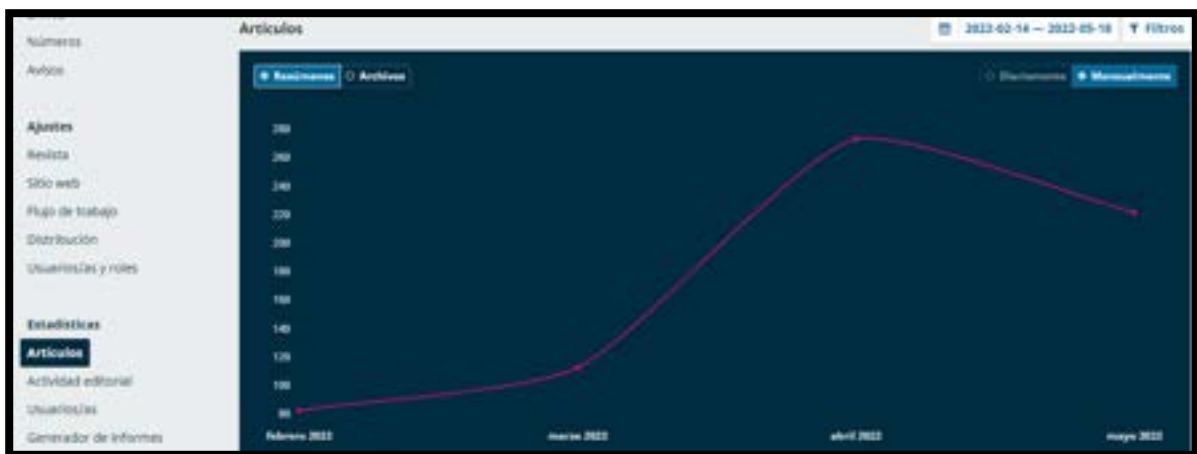 Números
Avisos
Ajustes
Revista
Sitio web
Flujo de trabajo
Distribución
Usuarios/as y roles
Estadísticas
Artículos
Actividad editorial
Usuarios/as
Generador de informes
Artículos
2022-02-14 — 2022-05-18 Filtros
Resúmenes Archivos
Diariamente Mensualmente
280
260
240
220
200
180
160
140
120
100
80
febrero 2022 marzo 2022 abril 2022 mayo 2022